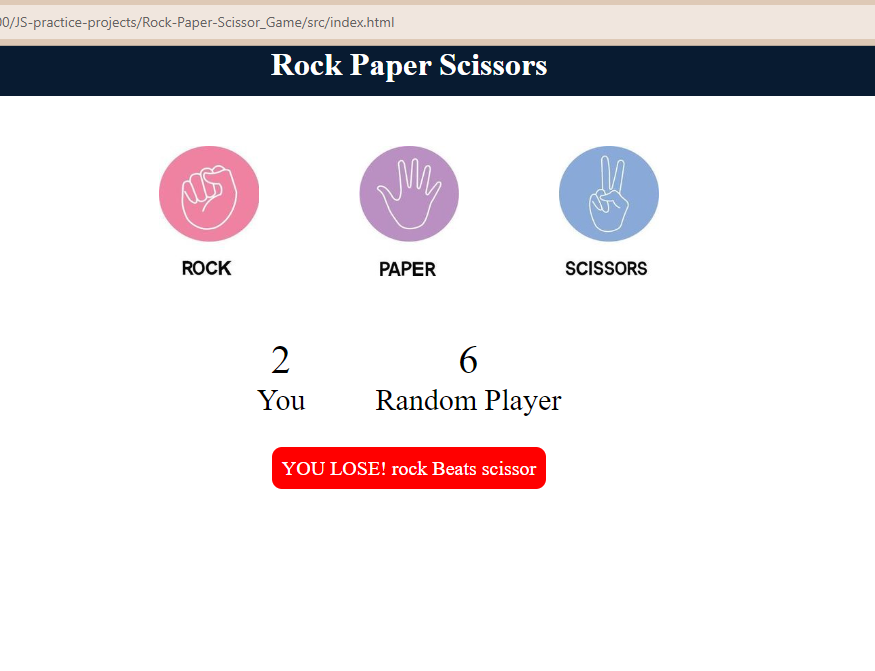 00/JS-practice-projects/Rock-Paper-Scissor_Game/src/index.html
Rock Paper Scissors
ROCK PAPER SCISSORS
2 6
You Random Player
YOU LOSE! rock Beats scissor